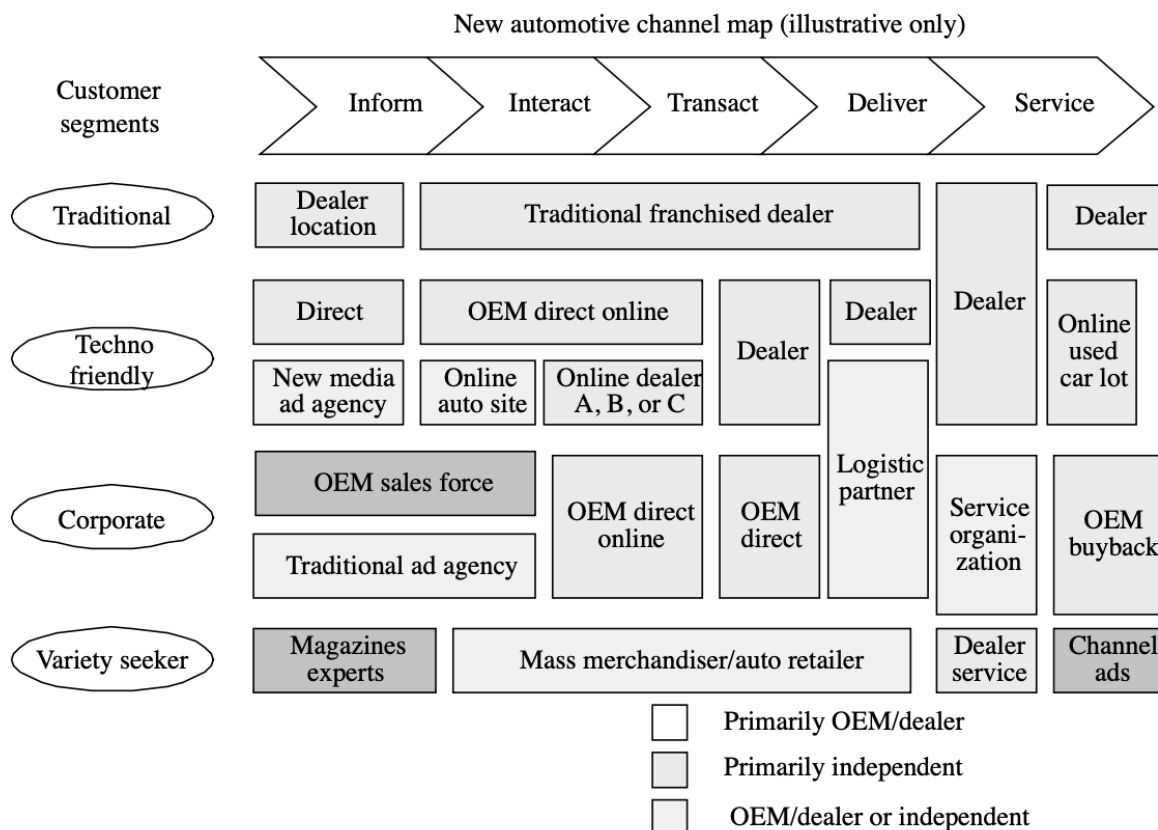 New automotive channel map (illustrative only)
Customer
segments
Inform
Interact
Transact
Deliver
Service
Traditional
Dealer
location
Traditional franchised dealer
Dealer
Techno
friendly
Direct
OEM direct online
Dealer
Dealer
Dealer
Online
used
car lot
New media
ad agency
Online
auto site
Online dealer
A, B, or C
Logistic
partner
Corporate
OEM sales force
Traditional ad agency
OEM direct
online
OEM
direct
Service
organi-
zation
OEM
buyback
Variety seeker
Magazines
experts
Mass merchandiser/auto retailer
Dealer
service
Channel
ads
Primarily OEM/dealer
Primarily independent
OEM/dealer or independent